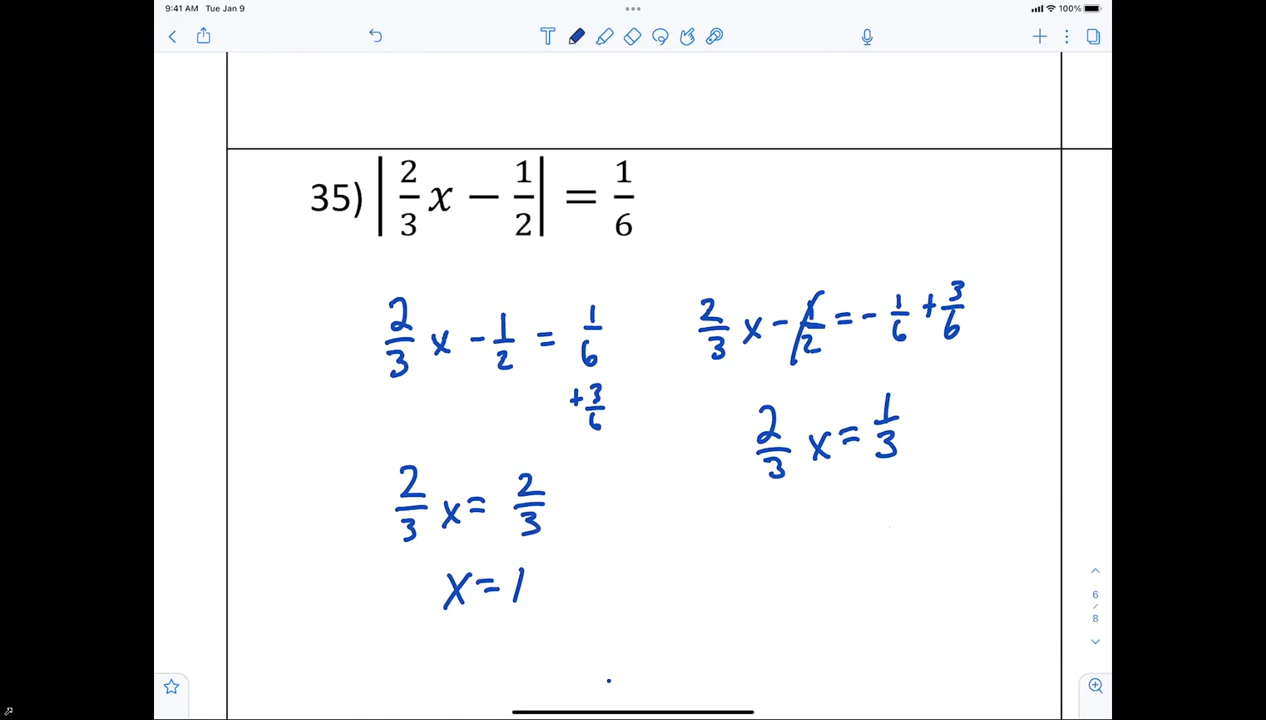 9:41 AM Tue Jan 9
100%
35) |2/3 x − 1/2| = 1/6
2/3 x - 1/2 = 1/6
+3/6
2/3 x = 2/3
x = 1
2/3 x - 1/2 = - 1/6 + 3/6
2/3 x = 1/3
6
/
8